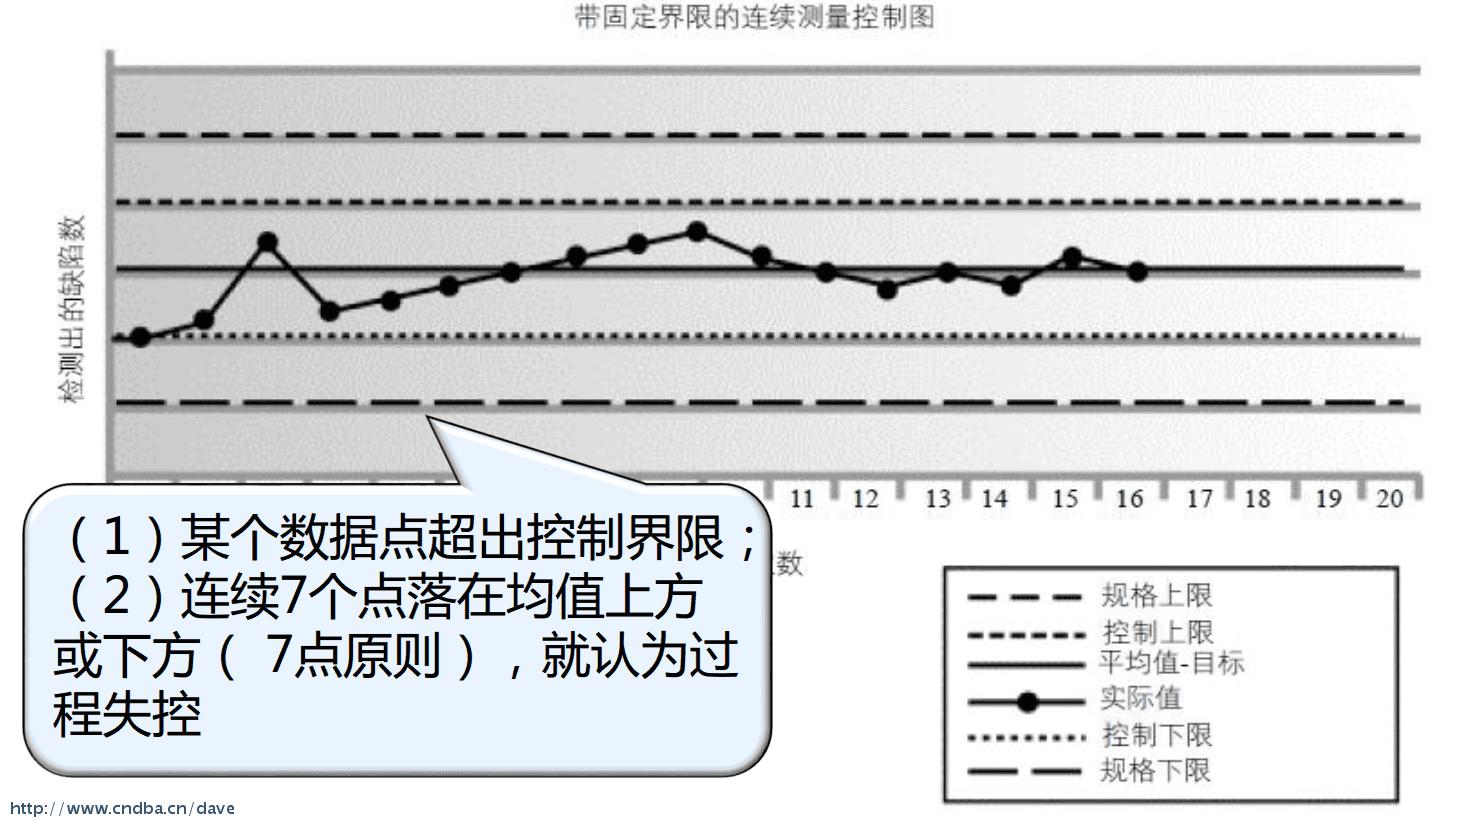 带固定界限的连续测量控制图
检测出的缺陷数
11 12 13 14 15 16 17 18 19 20
数
（1）某个数据点超出控制界限；
（2）连续7个点落在均值上方
或下方（ 7点原则），就认为过
程失控
规格上限
控制上限
平均值-目标
实际值
控制下限
规格下限
http://www.cndba.cn/dave